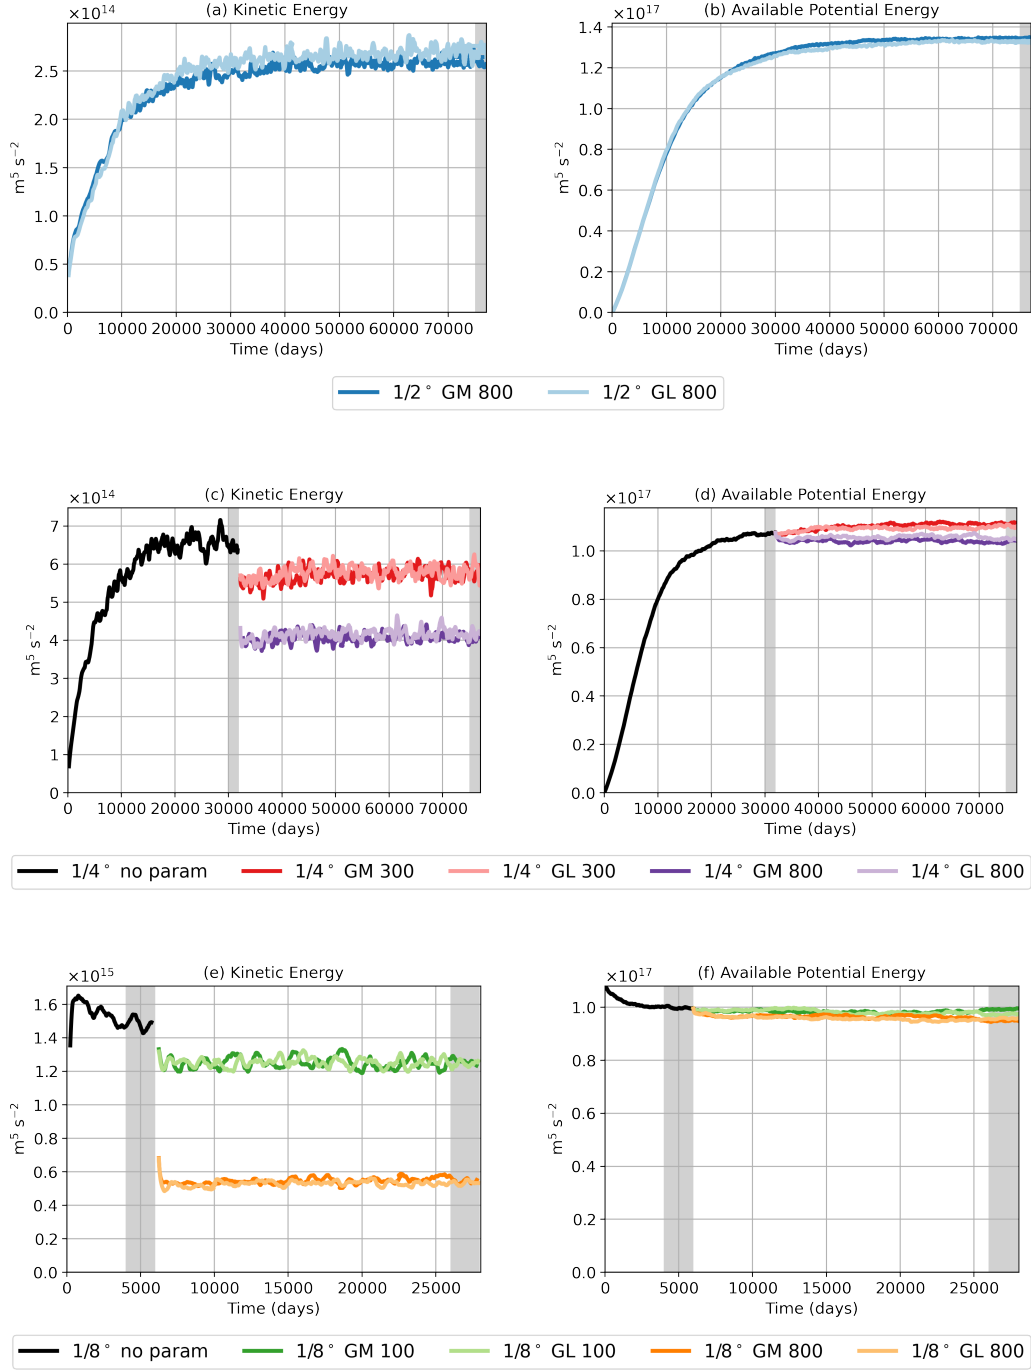 (a) Kinetic Energy
×10¹⁴
m⁵ s⁻²
2.5
2.0
1.5
1.0
0.5
0.0
0 10000 20000 30000 40000 50000 60000 70000
Time (days)
(b) Available Potential Energy
×10¹⁷
m⁵ s⁻²
1.4
1.2
1.0
0.8
0.6
0.4
0.2
0.0
0 10000 20000 30000 40000 50000 60000 70000
Time (days)
1/2° GM 800 1/2° GL 800
(c) Kinetic Energy
×10¹⁴
m⁵ s⁻²
7
6
5
4
3
2
1
0
0 10000 20000 30000 40000 50000 60000 70000
Time (days)
(d) Available Potential Energy
×10¹⁷
m⁵ s⁻²
1.0
0.8
0.6
0.4
0.2
0.0
0 10000 20000 30000 40000 50000 60000 70000
Time (days)
1/4° no param 1/4° GM 300 1/4° GL 300 1/4° GM 800 1/4° GL 800
(e) Kinetic Energy
×10¹⁵
m⁵ s⁻²
1.6
1.4
1.2
1.0
0.8
0.6
0.4
0.2
0.0
0 5000 10000 15000 20000 25000
Time (days)
(f) Available Potential Energy
×10¹⁷
m⁵ s⁻²
1.0
0.8
0.6
0.4
0.2
0.0
0 5000 10000 15000 20000 25000
Time (days)
1/8° no param 1/8° GM 100 1/8° GL 100 1/8° GM 800 1/8° GL 800